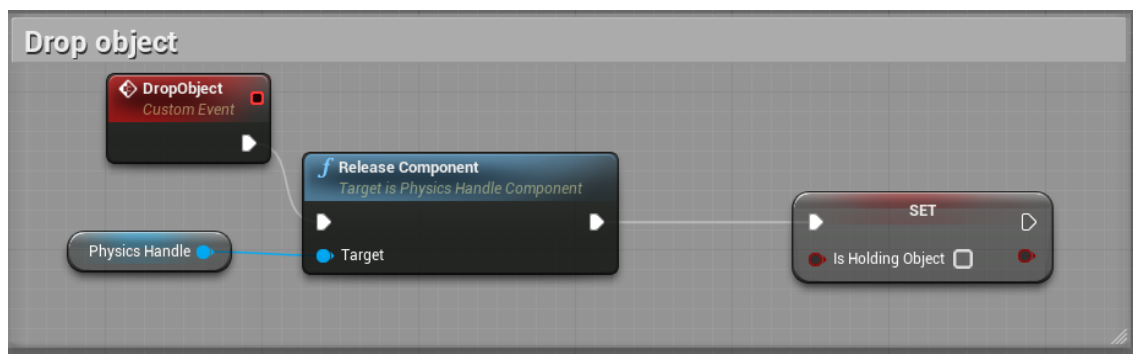 Drop object
DropObject
Custom Event
Release Component
Target is Physics Handle Component
SET
Physics Handle
Target
Is Holding Object